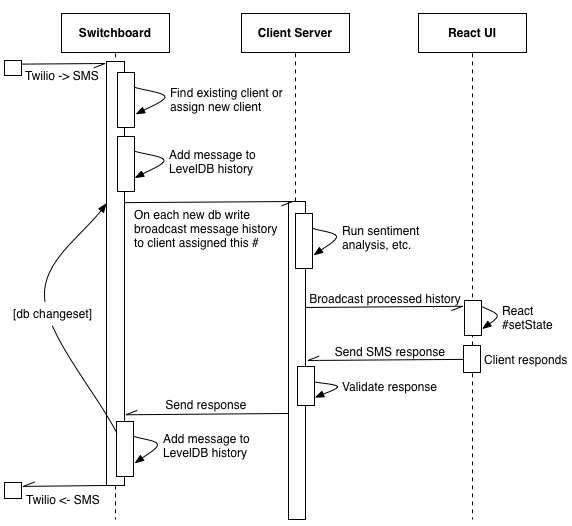 Switchboard
Client Server
React UI
Twilio -> SMS
Find existing client or
assign new client
Add message to
LevelDB history
On each new db write
broadcast message history
to client assigned this #
Run sentiment
analysis, etc.
[db changeset]
Broadcast processed history
React
#setState
Send SMS response
Client responds
Validate response
Send response
Add message to
LevelDB history
Twilio <- SMS